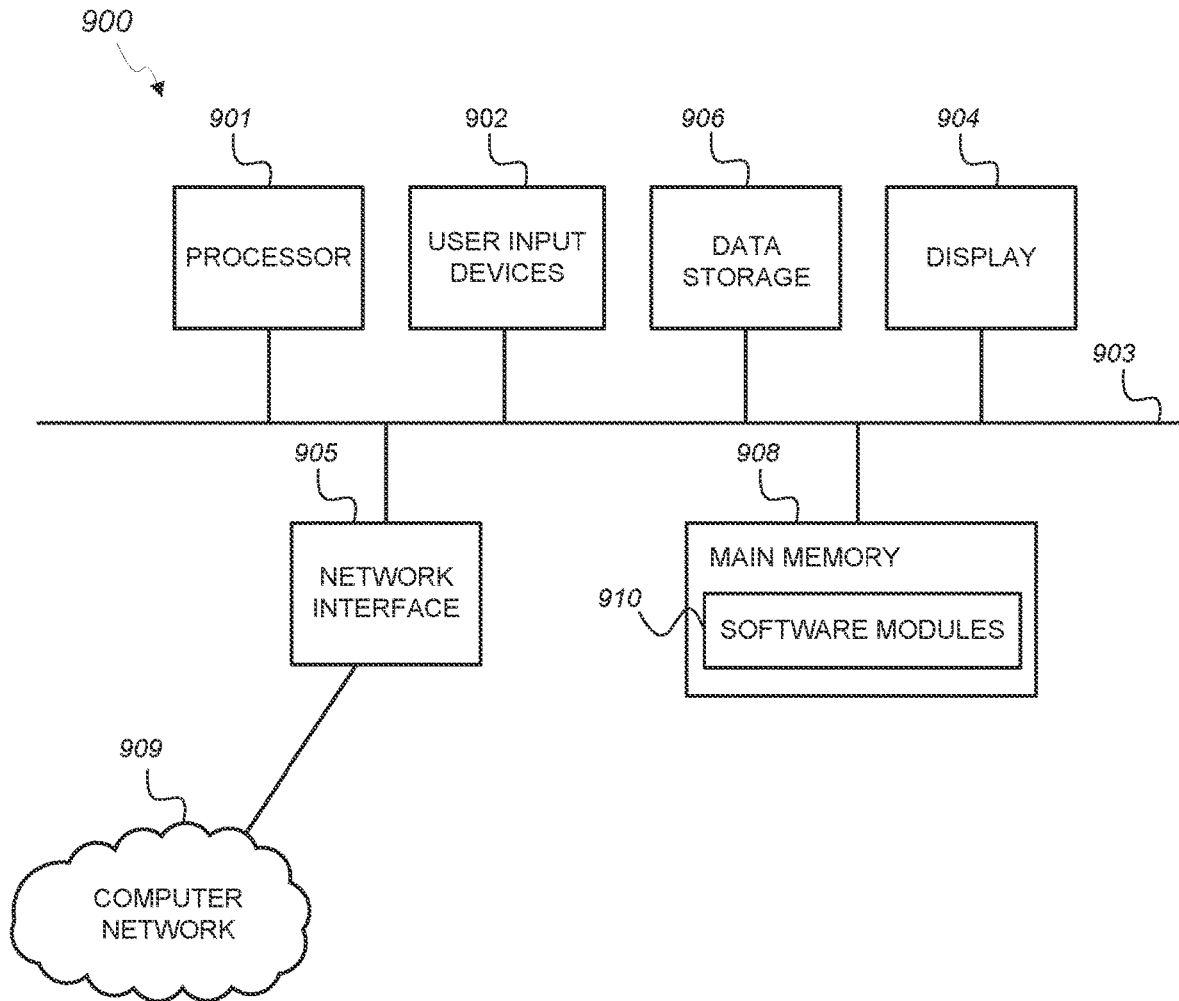 900
901
902
906
904
PROCESSOR
USER INPUT
DEVICES
DATA
STORAGE
DISPLAY
903
905
908
NETWORK
INTERFACE
MAIN MEMORY
910
SOFTWARE MODULES
909
COMPUTER
NETWORK